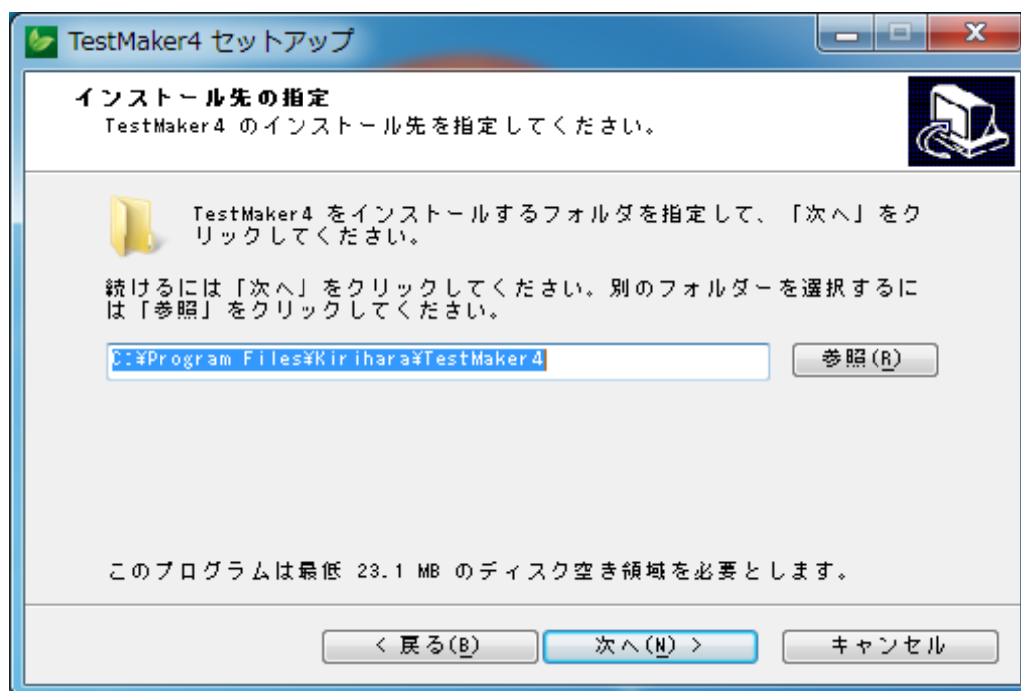 TestMaker4 セットアップ
インストール先の指定
TestMaker4 のインストール先を指定してください。
TestMaker4 をインストールするフォルダを指定して、「次へ」をク
リックしてください。
続けるには「次へ」をクリックしてください。別のフォルダーを選択するに
は「参照」をクリックしてください。
C:¥Program Files¥Kirihara¥TestMaker4
参照(R)
このプログラムは最低 23.1 MB のディスク空き領域を必要とします。
< 戻る(B)
次へ(N) >
キャンセル